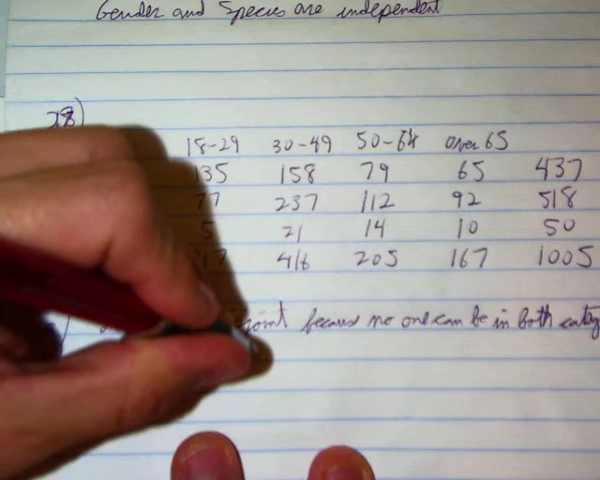 Gender and Species are independent
28)
18-29 30-49 50-64 over 65
135 158 79 65 437
77 237 112 92 518
5 21 14 10 50
17 416 205 167 1005
joint because no one can be in both categ